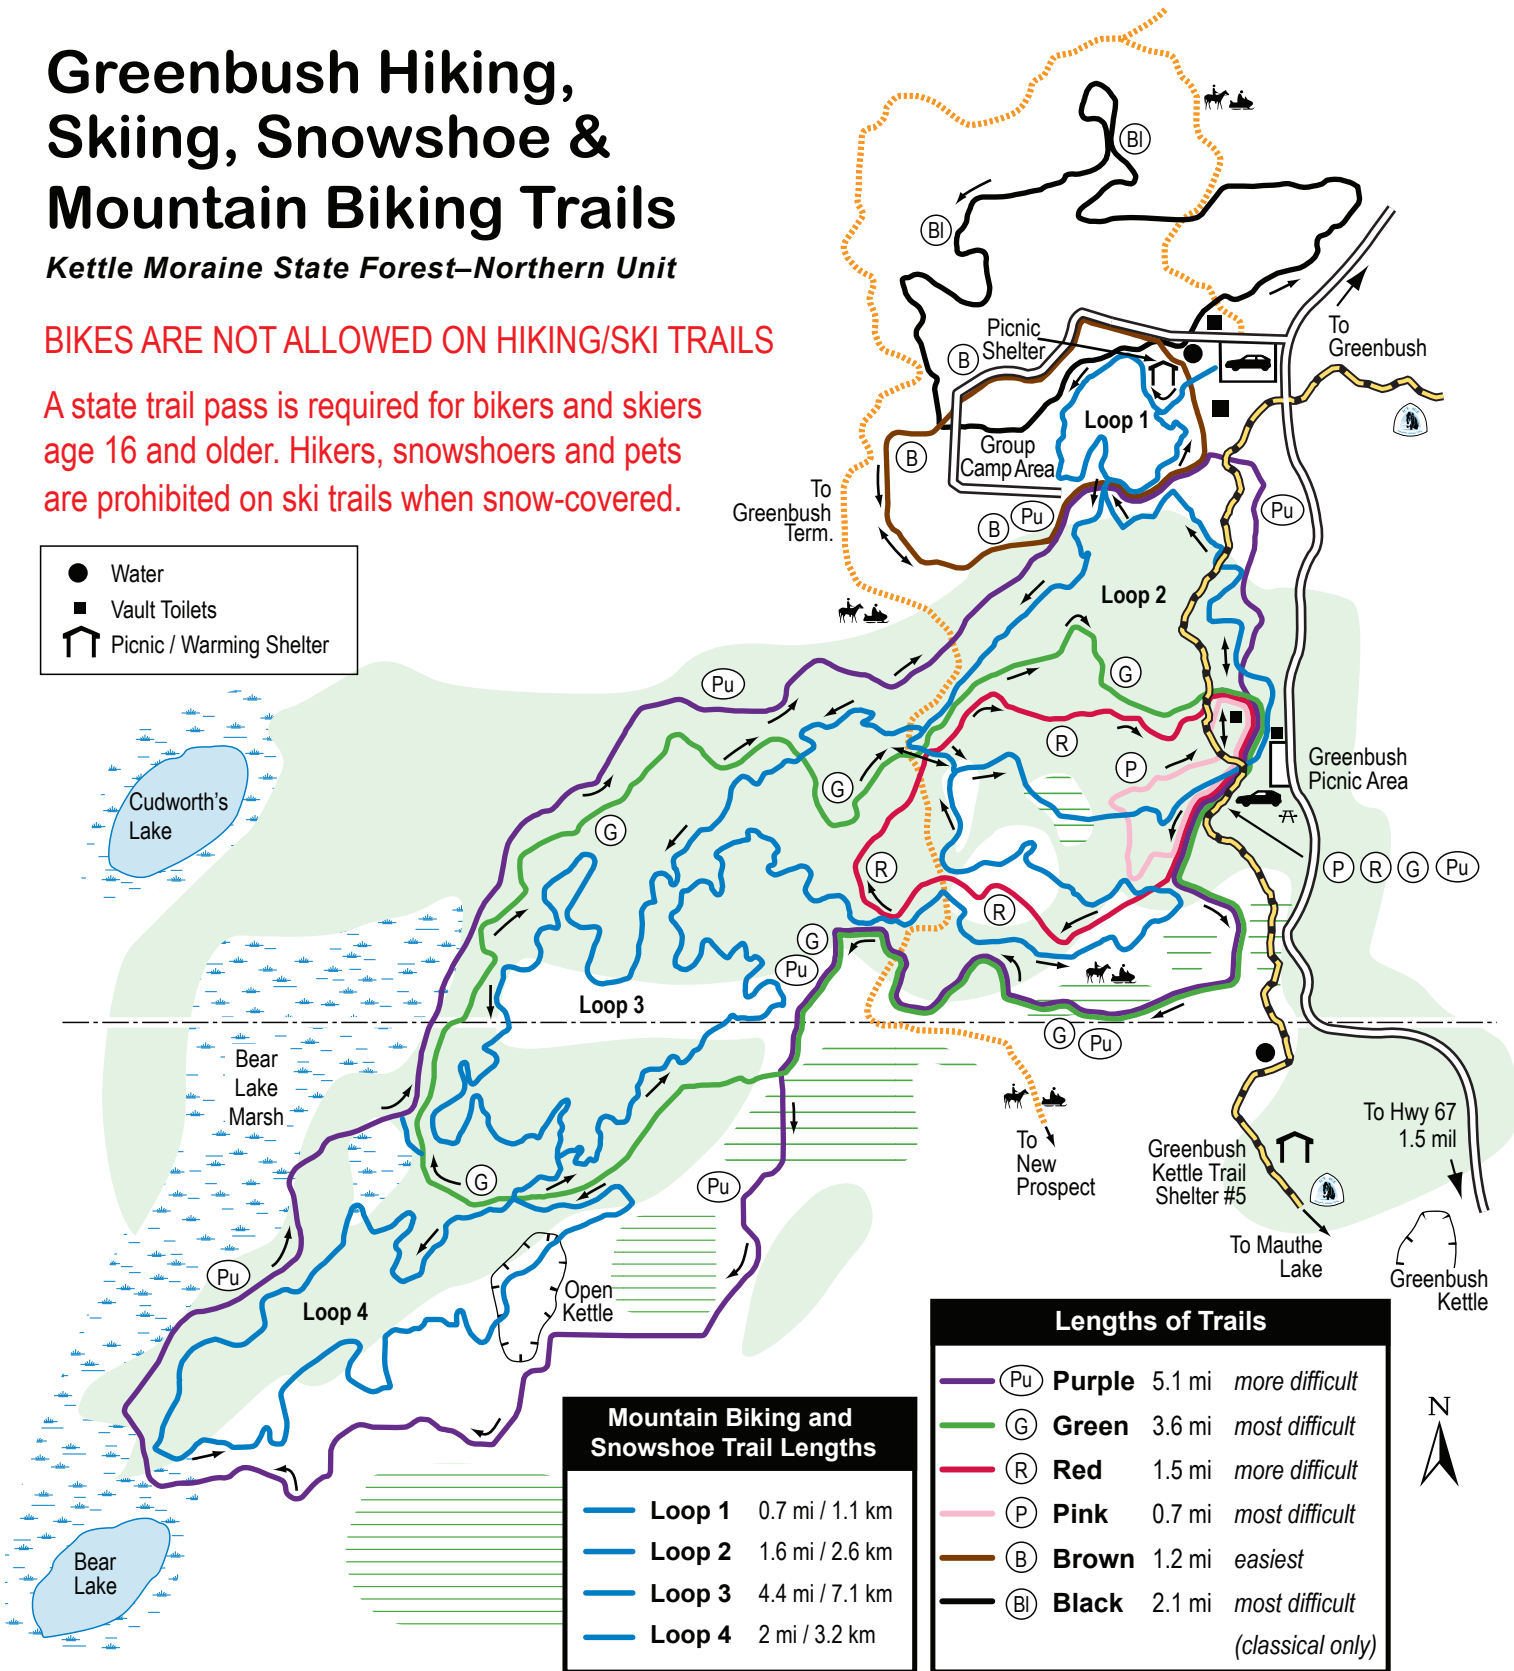 Greenbush Hiking,
Skiing, Snowshoe &
Mountain Biking Trails
Kettle Moraine State Forest–Northern Unit
BIKES ARE NOT ALLOWED ON HIKING/SKI TRAILS
A state trail pass is required for bikers and skiers
age 16 and older. Hikers, snowshoers and pets
are prohibited on ski trails when snow-covered.
Water
Vault Toilets
Picnic / Warming Shelter
Bl
Bl
Picnic
Shelter
B
To
Greenbush
Loop 1
B
Group
Camp Area
To
Greenbush
Term.
B
Pu
Pu
Loop 2
Pu
G
R
P
G
G
Greenbush
Picnic Area
Cudworth's
Lake
R
P
R
G
Pu
R
G
Pu
Loop 3
G
Pu
Bear
Lake
Marsh
To
New
Prospect
Greenbush
Kettle Trail
Shelter #5
To Hwy 67
1.5 mil
G
Pu
To Mauthe
Lake
Greenbush
Kettle
Pu
Loop 4
Open
Kettle
Bear
Lake
Mountain Biking and
Snowshoe Trail Lengths
Loop 1 0.7 mi / 1.1 km
Loop 2 1.6 mi / 2.6 km
Loop 3 4.4 mi / 7.1 km
Loop 4 2 mi / 3.2 km
Lengths of Trails
Pu Purple 5.1 mi more difficult
G Green 3.6 mi most difficult
R Red 1.5 mi more difficult
P Pink 0.7 mi most difficult
B Brown 1.2 mi easiest
Bl Black 2.1 mi most difficult
(classical only)
N